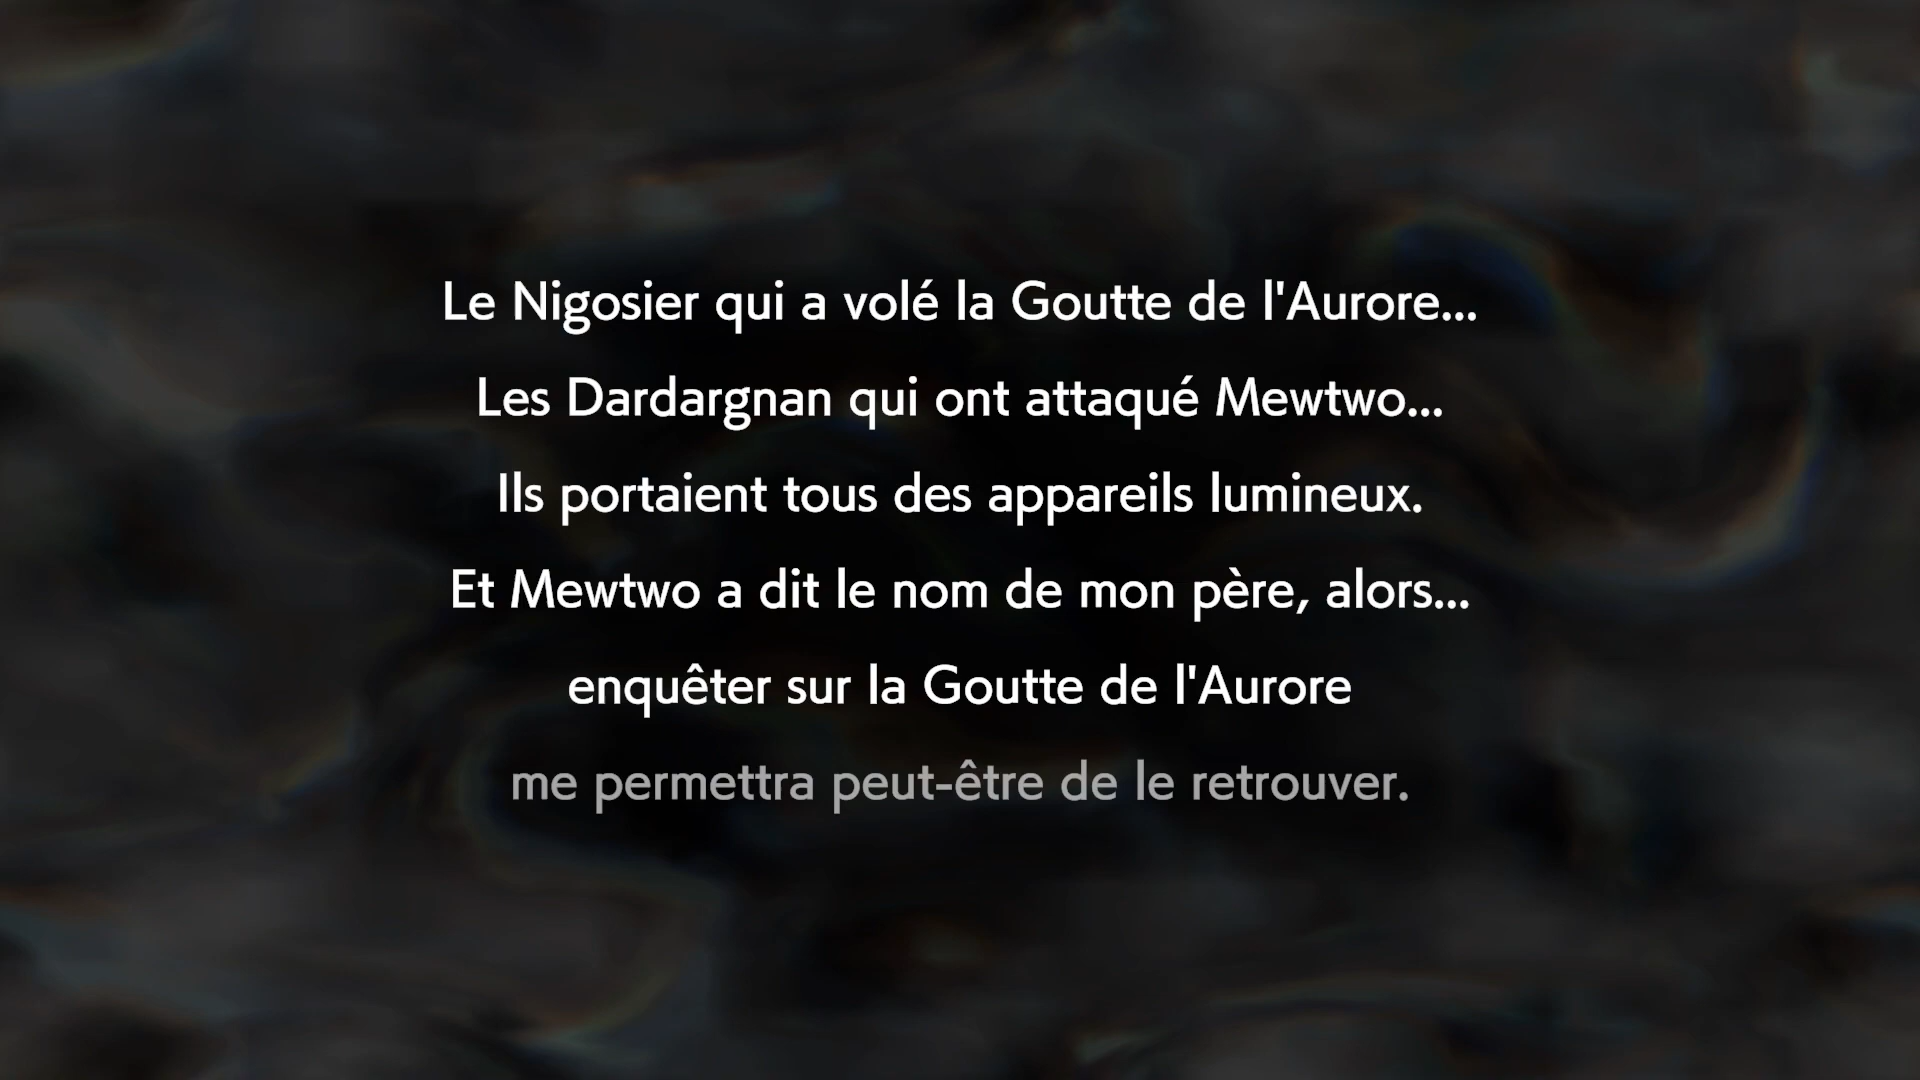 Le Nigosier qui a volé la Goutte de l'Aurore...
Les Dardargnan qui ont attaqué Mewtwo...
Ils portaient tous des appareils lumineux.
Et Mewtwo a dit le nom de mon père, alors...
enquêter sur la Goutte de l'Aurore
me permettra peut-être de le retrouver.